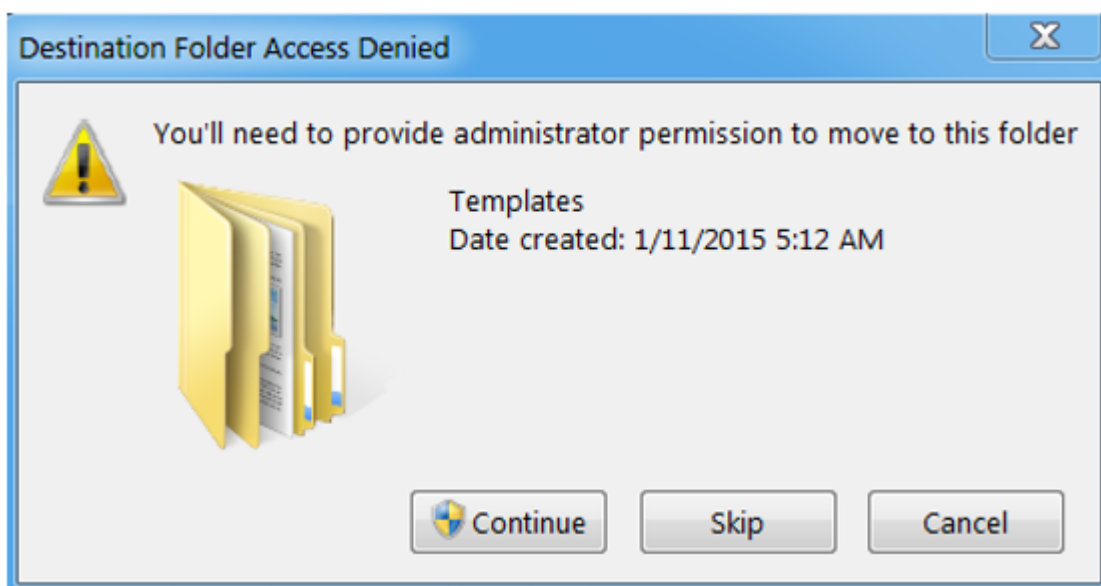 Destination Folder Access Denied
You'll need to provide administrator permission to move to this folder
Templates
Date created: 1/11/2015 5:12 AM
Continue
Skip
Cancel